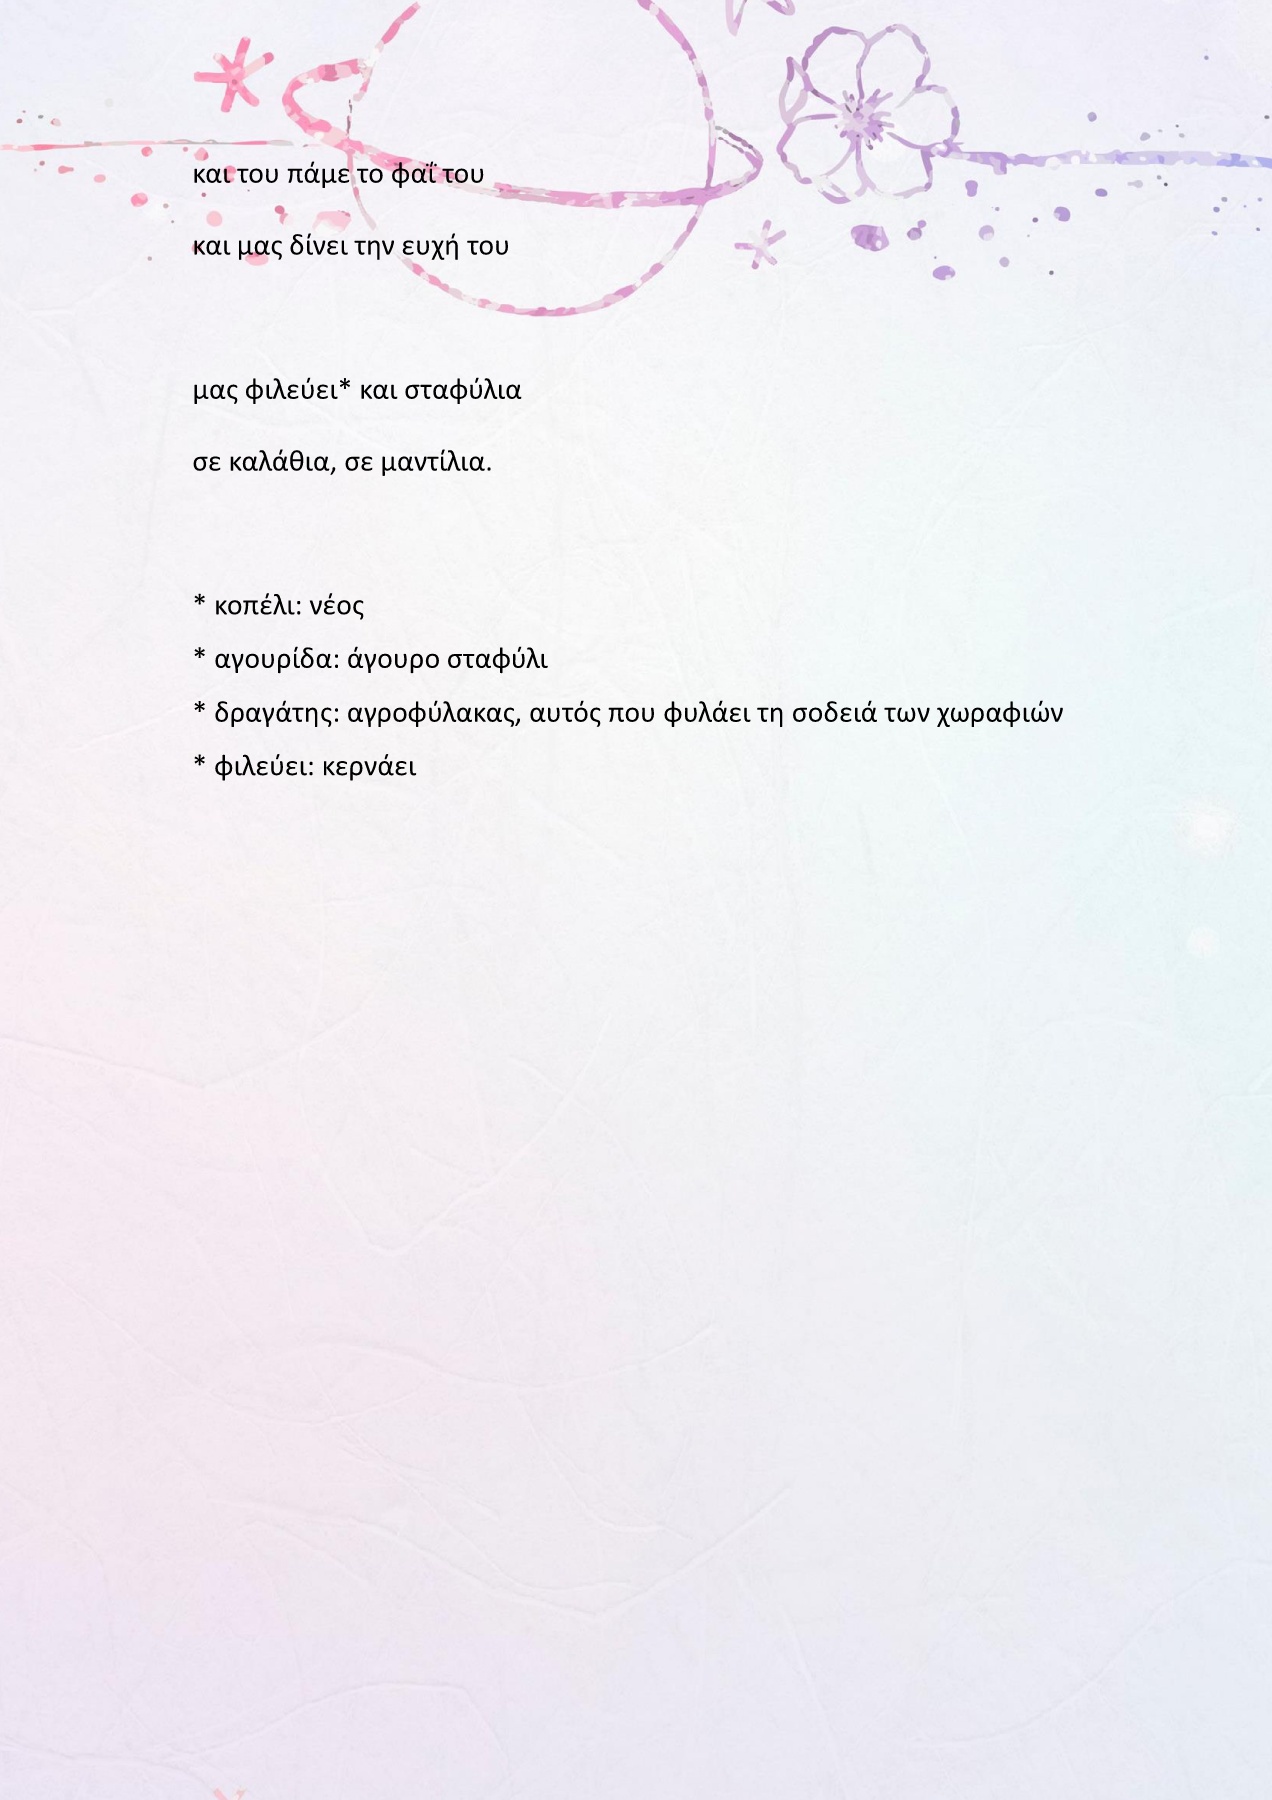 και του πάμε το φαΐ του
και μας δίνει την ευχή του
μας φιλεύει* και σταφύλια
σε καλάθια, σε μαντίλια.
* κοπέλι: νέος
* αγουρίδα: άγουρο σταφύλι
* δραγάτης: αγροφύλακας, αυτός που φυλάει τη σοδειά των χωραφιών
* φιλεύει: κερνάει